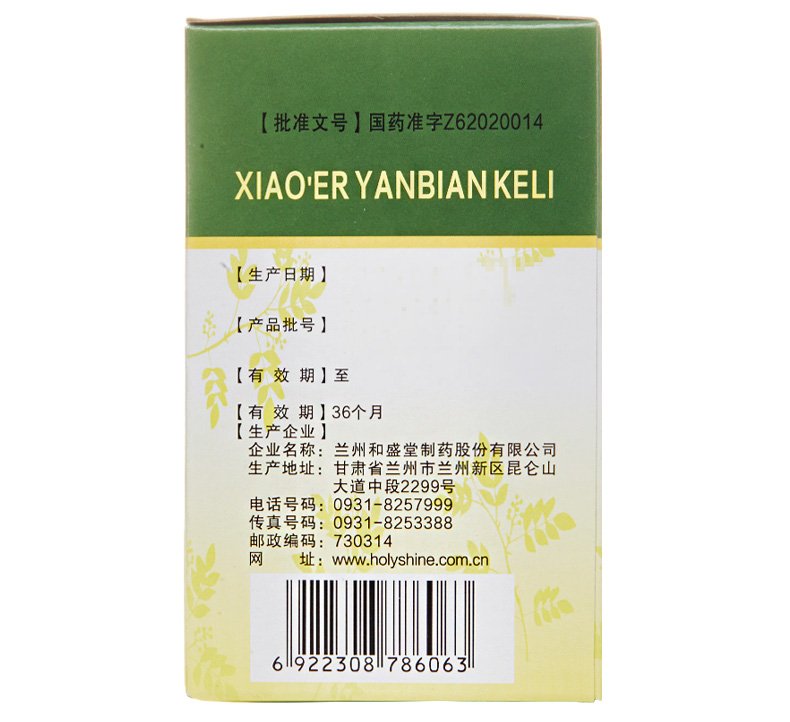 【批准文号】国药准字Z62020014
XIAO'ER YANBIAN KELI
【生产日期】
【产品批号】
【有 效 期】至
【有 效 期】36个月
【生产企业】
企业名称：兰州和盛堂制药股份有限公司
生产地址：甘肃省兰州市兰州新区昆仑山
大道中段2299号
电话号码：0931-8257999
传真号码：0931-8253388
邮政编码：730314
网　　址：www.holyshine.com.cn
6 922308 786063